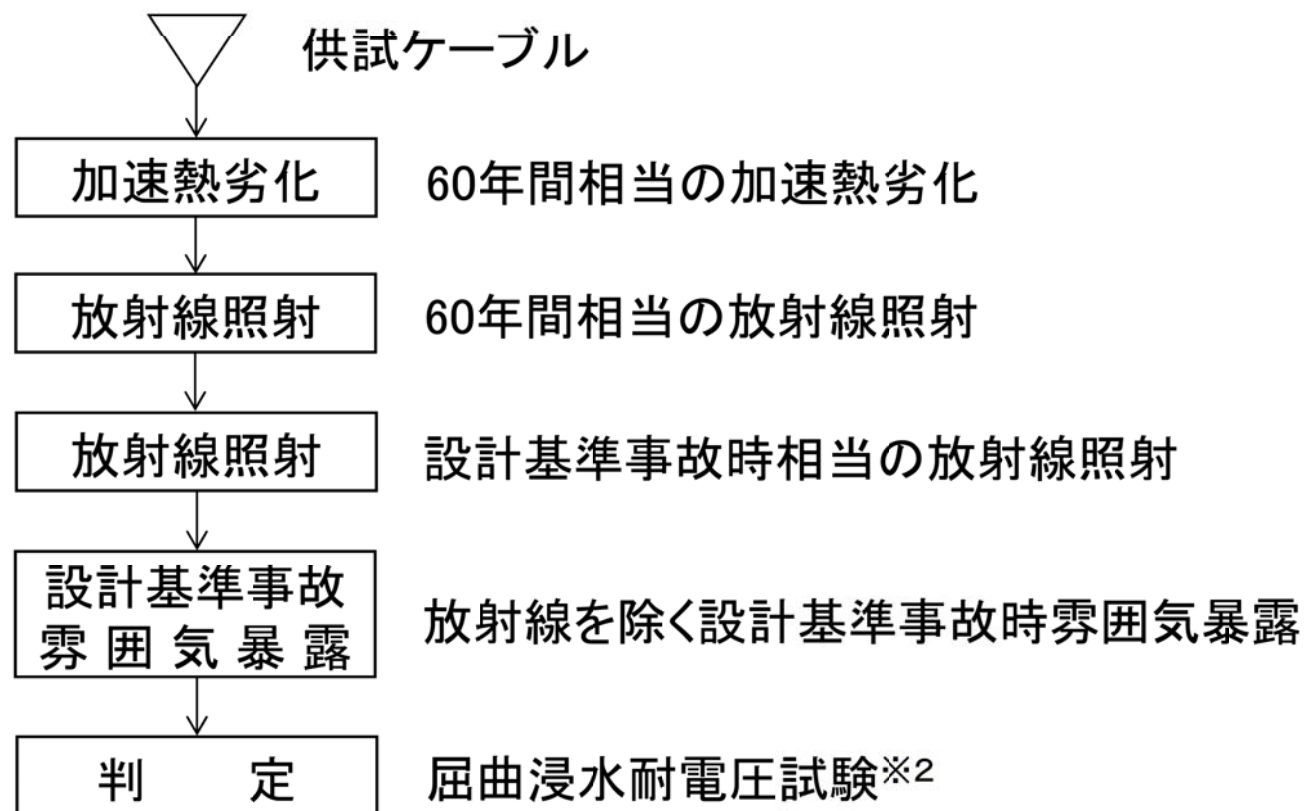 供試ケーブル
加速熱劣化 60年間相当の加速熱劣化
放射線照射 60年間相当の放射線照射
放射線照射 設計基準事故時相当の放射線照射
設計基準事故
雰囲気暴露
放射線を除く設計基準事故時雰囲気暴露
判 定 屈曲浸水耐電圧試験※2